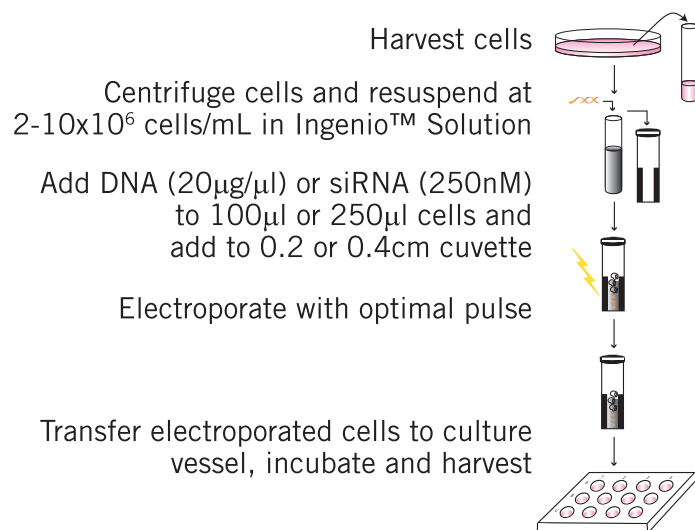 Harvest cells
Centrifuge cells and resuspend at
2-10x10⁶ cells/mL in Ingenio™ Solution
Add DNA (20µg/µl) or siRNA (250nM)
to 100µl or 250µl cells and
add to 0.2 or 0.4cm cuvette
Electroporate with optimal pulse
Transfer electroporated cells to culture
vessel, incubate and harvest